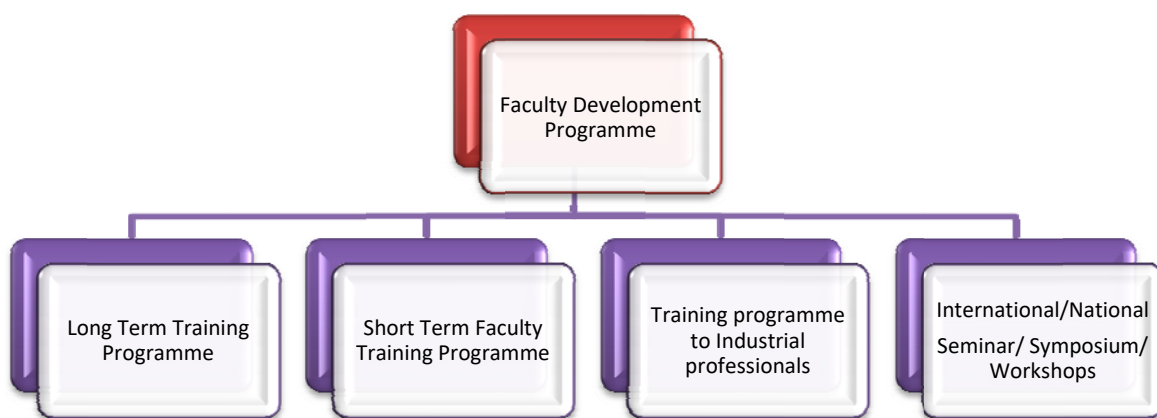 Faculty Development
Programme
Long Term Training
Programme
Short Term Faculty
Training Programme
Training programme
to Industrial
professionals
International/National
Seminar/ Symposium/
Workshops